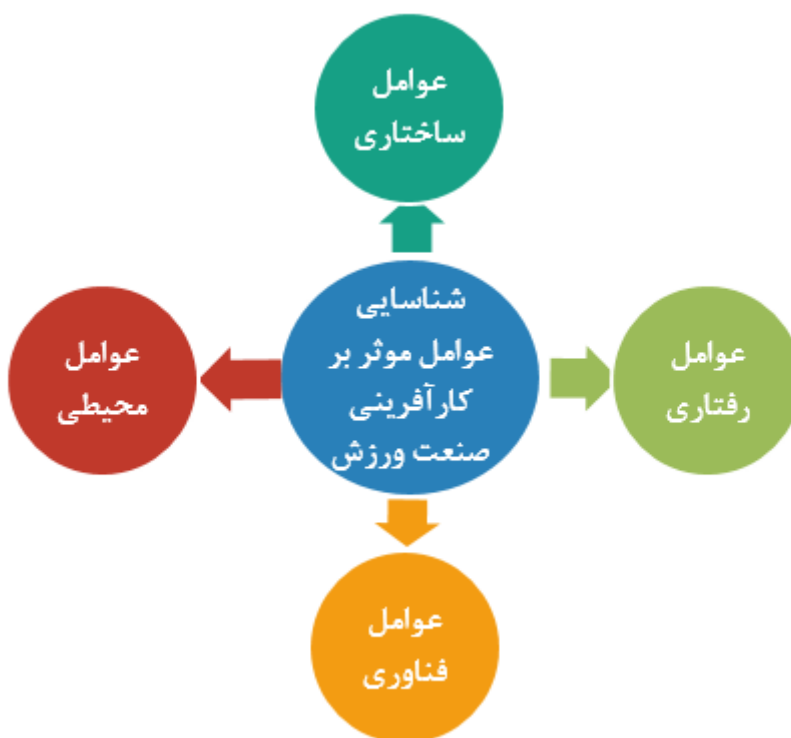 عوامل
ساختاری
شناسایی
عوامل موثر بر
کارآفرینی
صنعت ورزش
عوامل
رفتاری
عوامل
محیطی
عوامل
فناوری